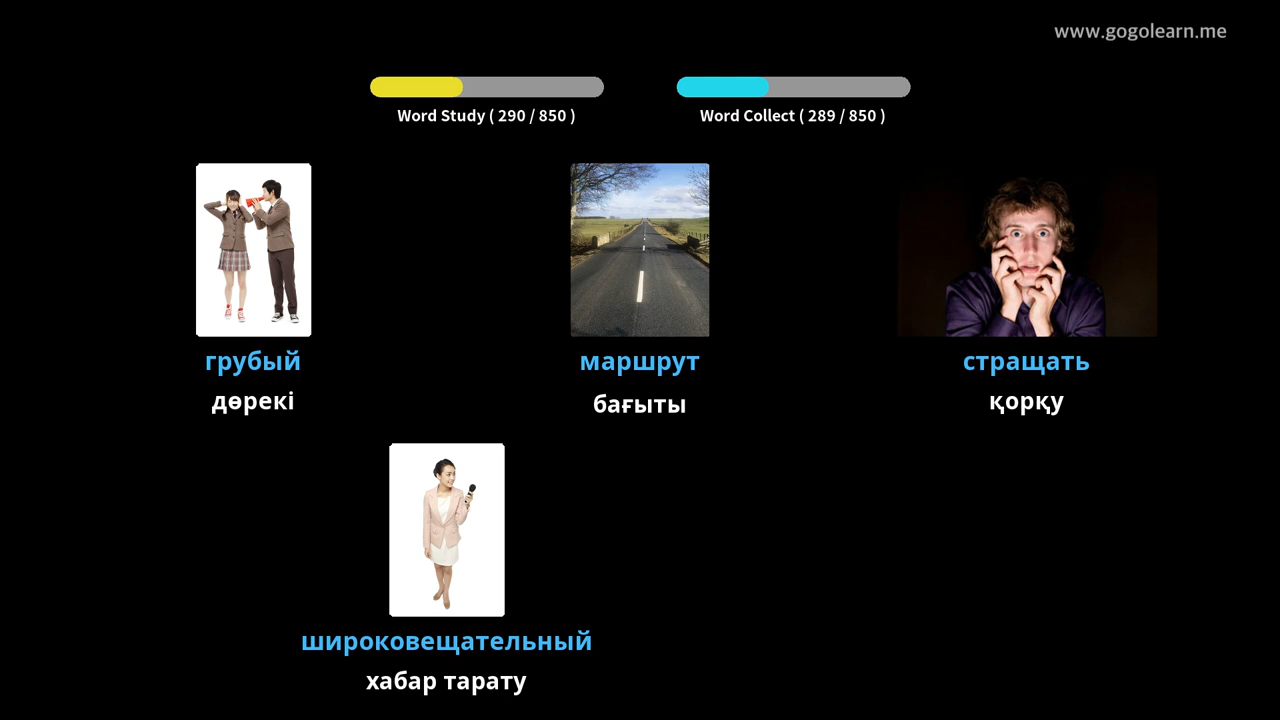 www.gogolearn.me
Word Study ( 290 / 850 )
Word Collect ( 289 / 850 )
грубый
дөрекі
маршрут
бағыты
стращать
қорқу
широковещательный
хабар тарату